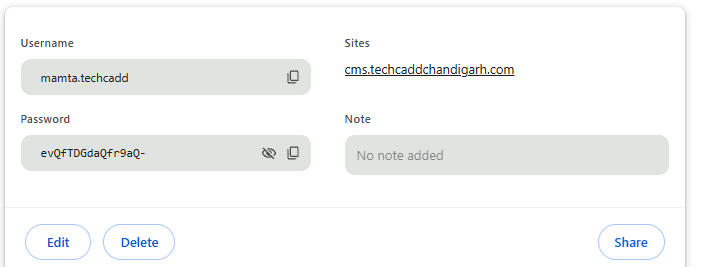 Username
Sites
mamta.techcadd
cms.techcaddchandigarh.com
Password
Note
evQfTDGdaQfr9aQ-
No note added
Edit
Delete
Share